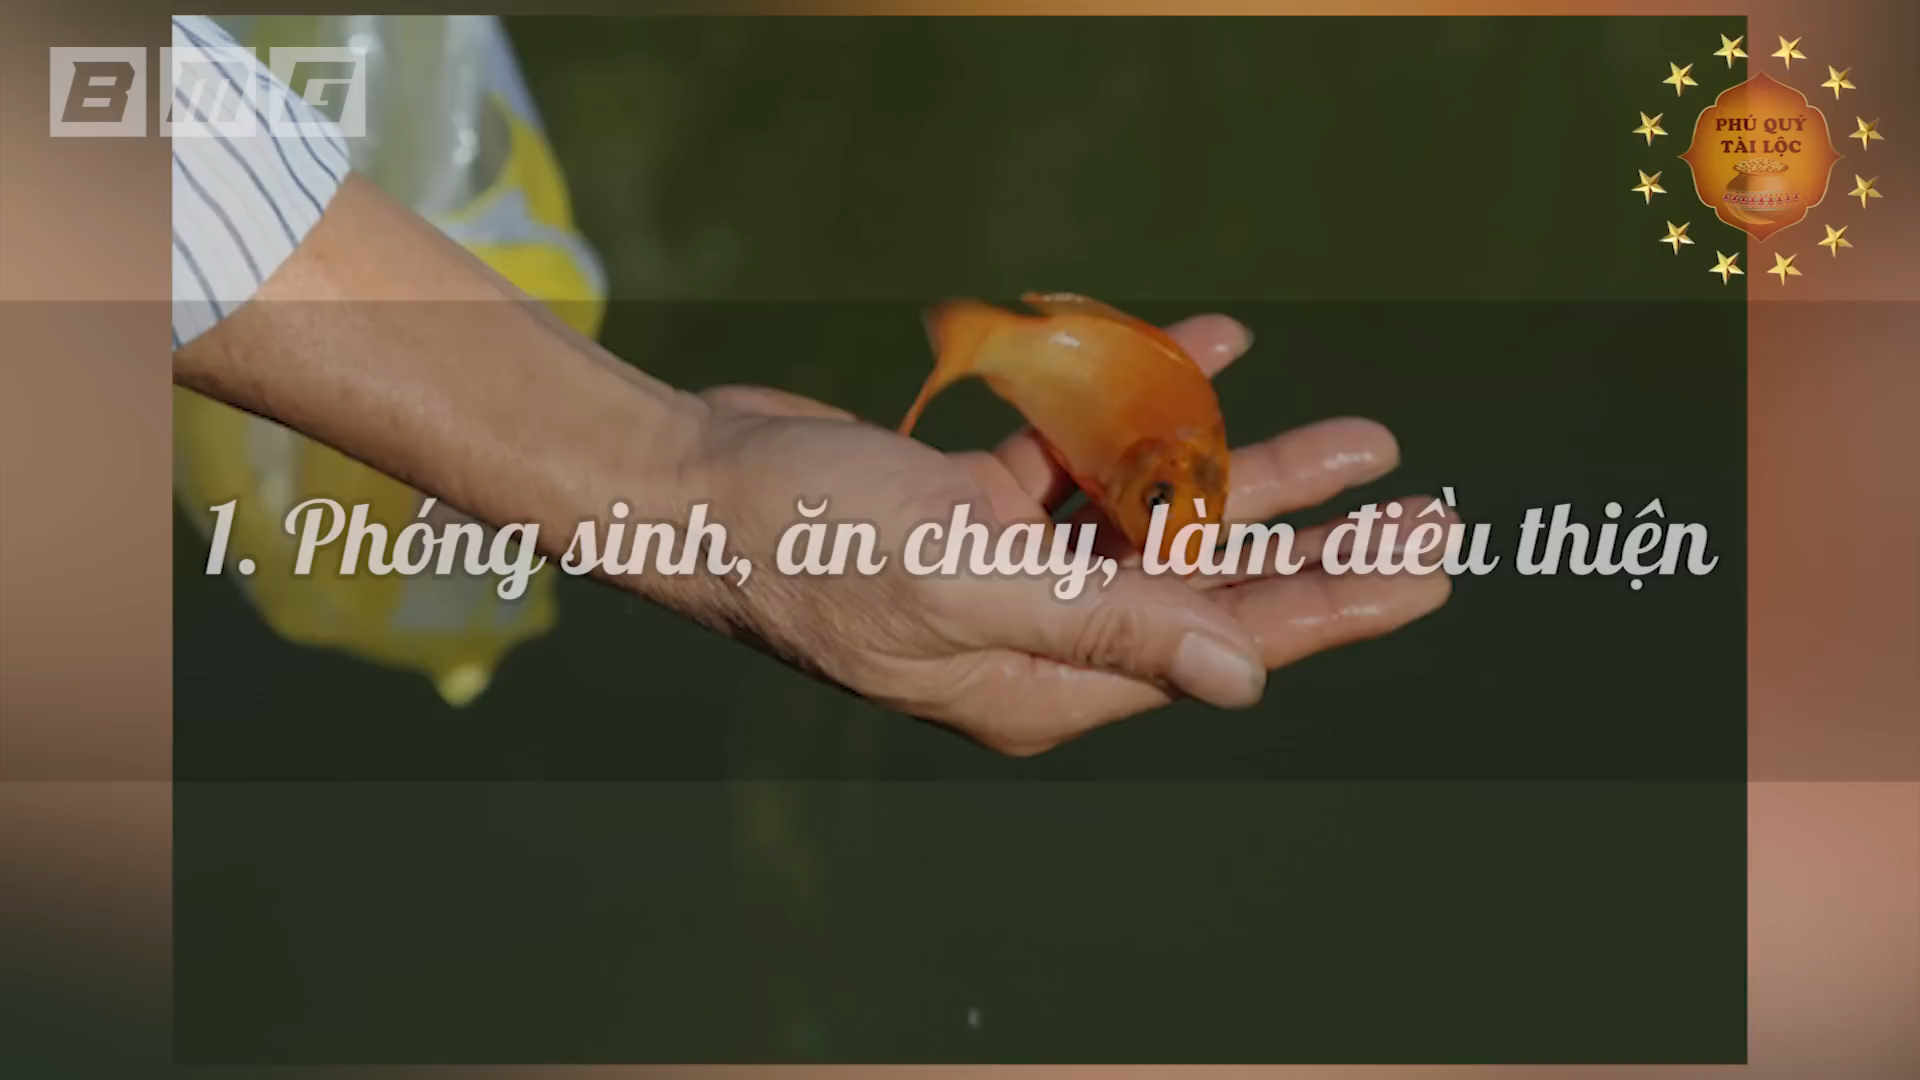 BMG
PHÚ QUÝ
TÀI LỘC
1. Phóng sinh, ăn chay, làm điều thiện